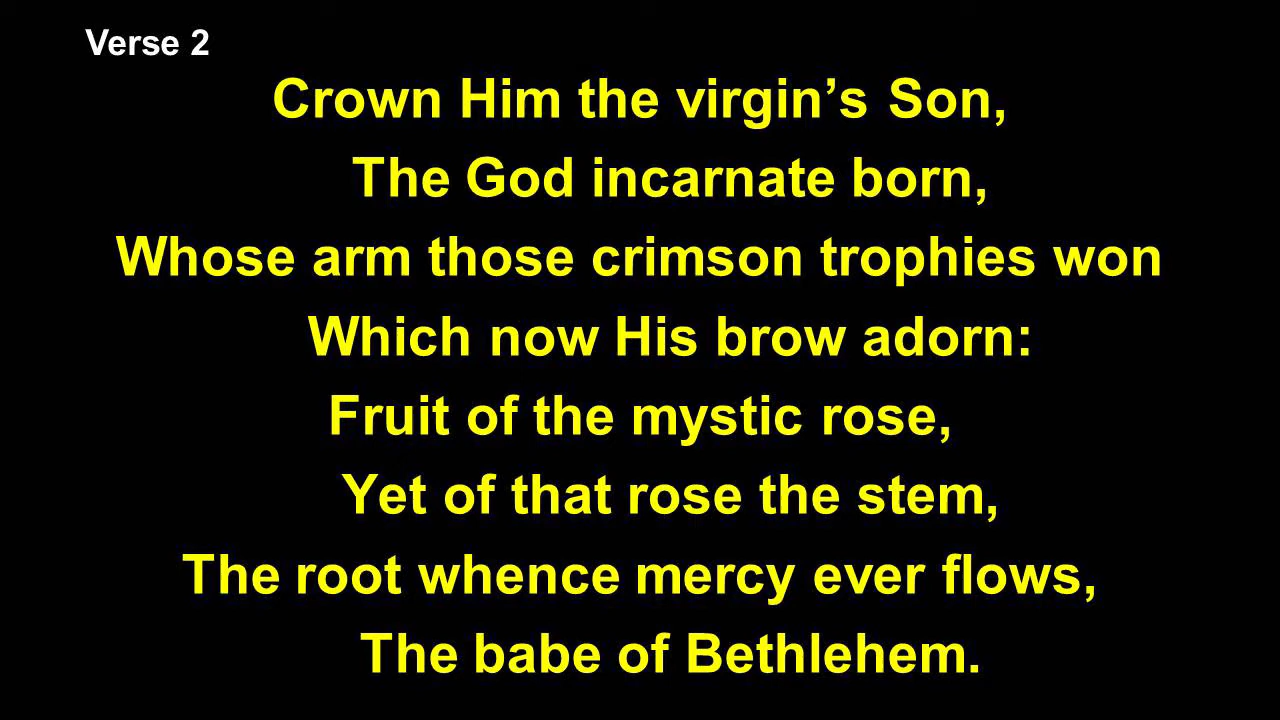 Verse 2
Crown Him the virgin’s Son,
The God incarnate born,
Whose arm those crimson trophies won
Which now His brow adorn:
Fruit of the mystic rose,
Yet of that rose the stem,
The root whence mercy ever flows,
The babe of Bethlehem.